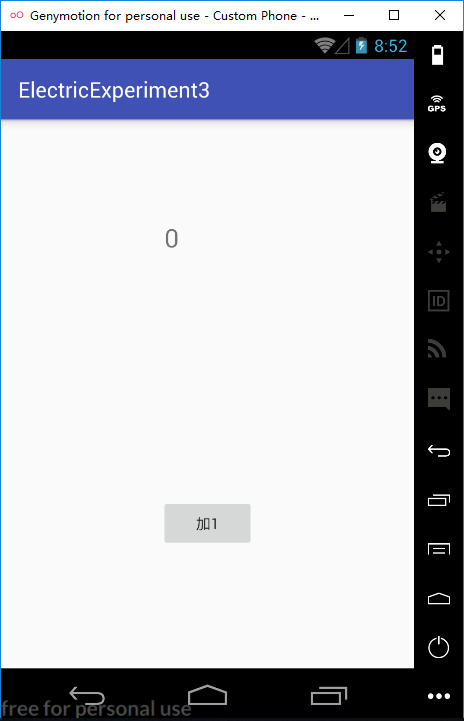 Genymotion for personal use - Custom Phone - ...
8:52
ElectricExperiment3
GPS
0
ID
加1
free for personal use